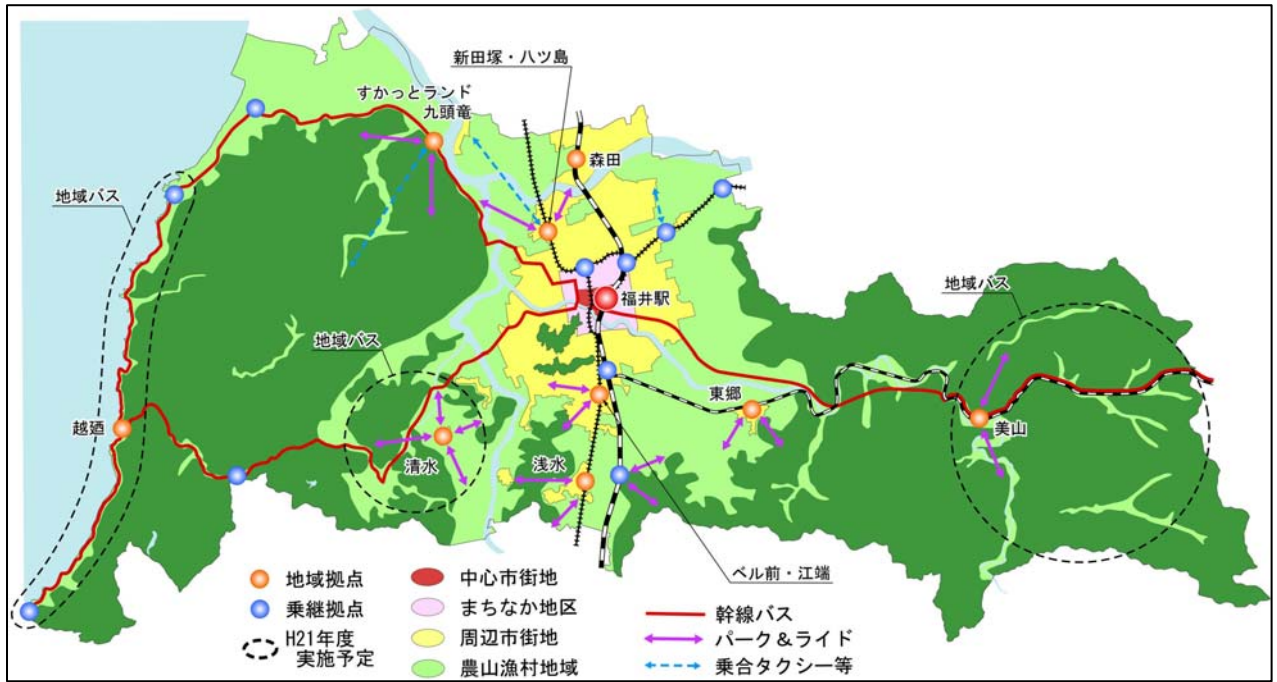 新田塚・八ツ島
すかっとランド
九頭竜
森田
地域バス
福井駅
地域バス
地域バス
東郷
越廼
美山
清水
浅水
ベル前・江端
地域拠点
乗継拠点
H21年度
実施予定
中心市街地
まちなか地区
周辺市街地
農山漁村地域
幹線バス
パーク&ライド
乗合タクシー等